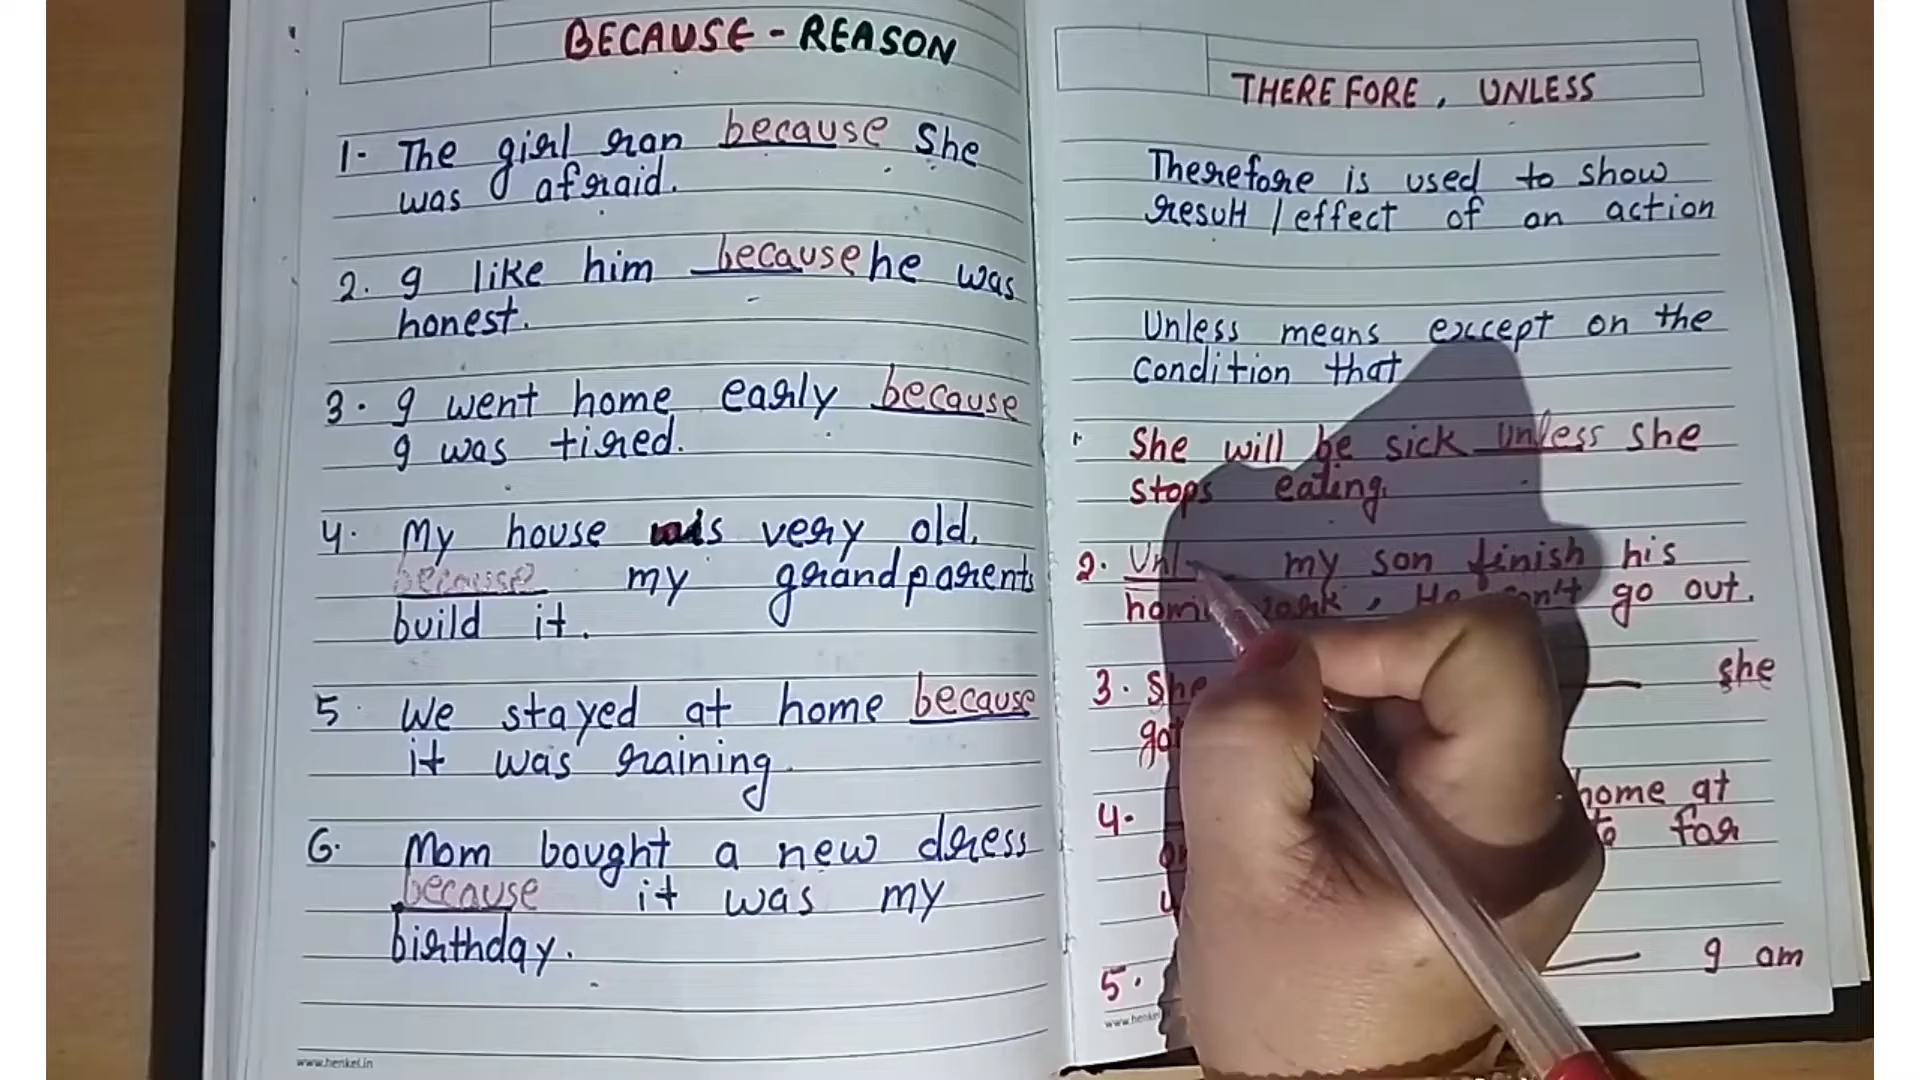 BECAUSE - REASON
1- The girl ran because She
was afraid.
2. I like him because he was
honest.
3. I went home early because
I was tired.
4. My house is very old,
because my grandparents
build it.
5. We stayed at home because
it was raining.
6. Mom bought a new dress
because it was my
birthday.
www.henkel.in
THEREFORE, UNLESS
Therefore is used to show
result / effect of an action
Unless means except on the
condition that
1. She will be sick unless she
stops eating.
2. Unl my son finish his
go out.
3. She she
4. home at
to far
5. I am